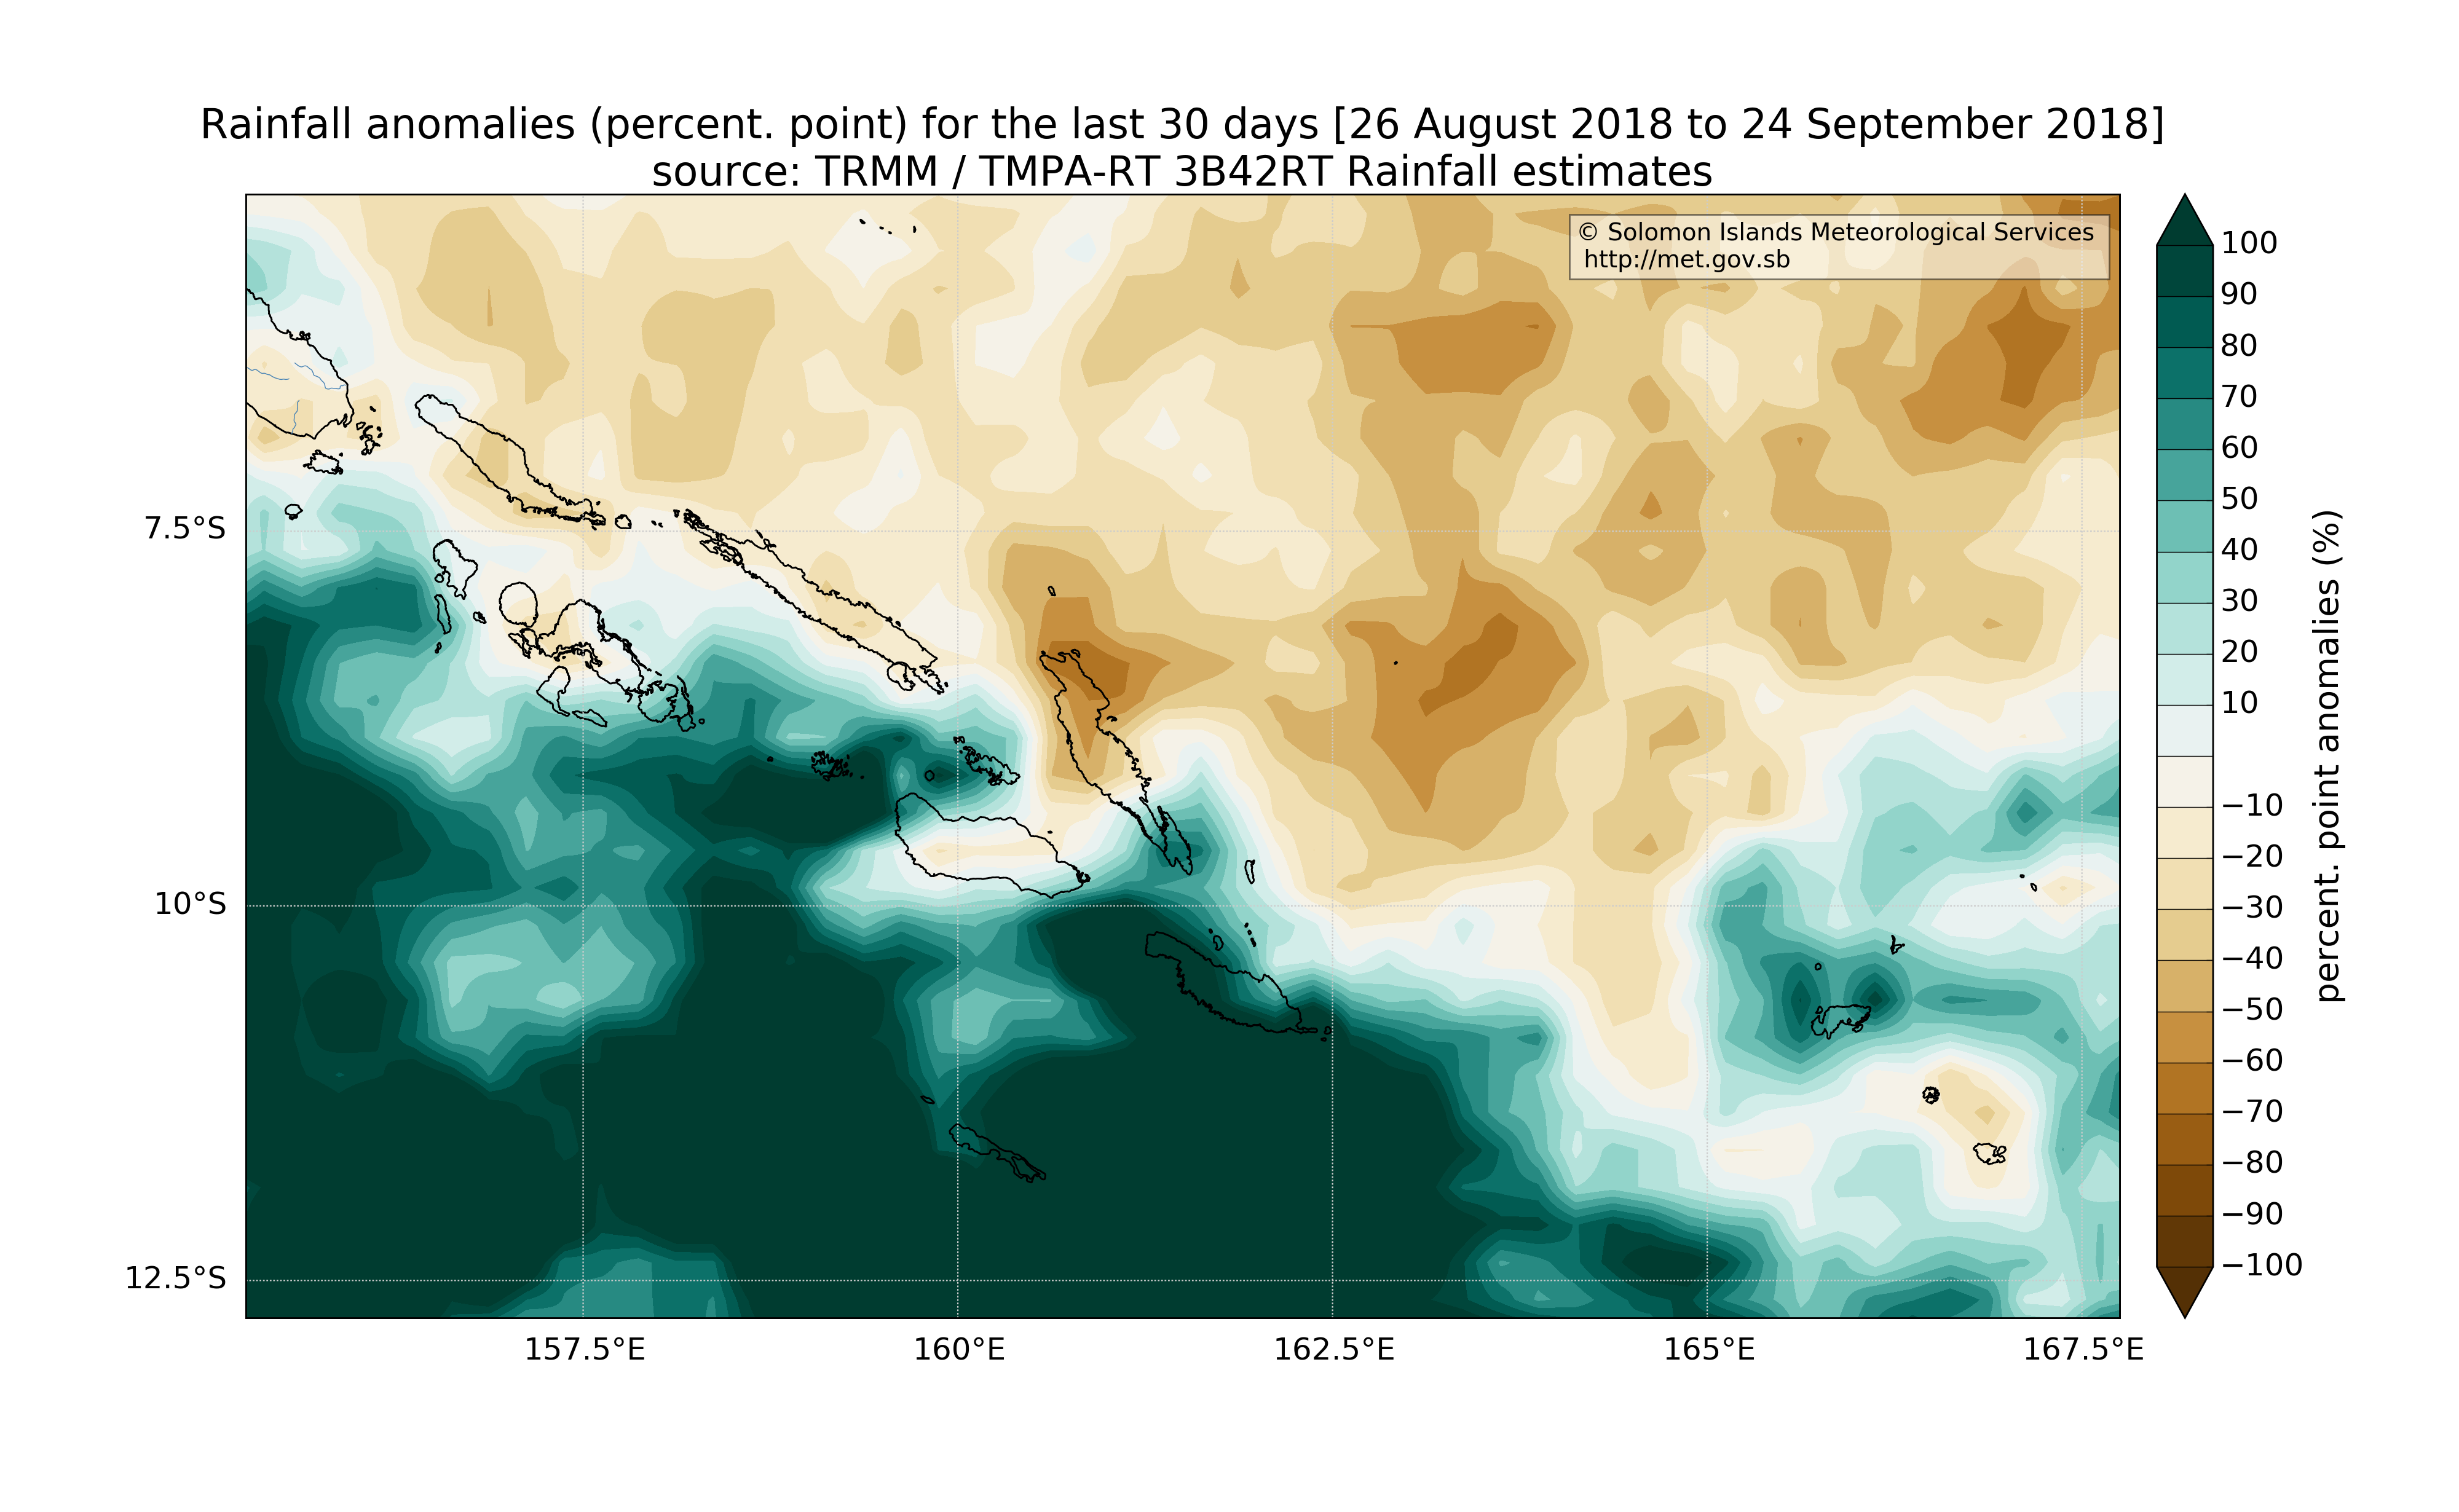 Rainfall anomalies (percent. point) for the last 30 days [26 August 2018 to 24 September 2018]
source: TRMM / TMPA-RT 3B42RT Rainfall estimates
© Solomon Islands Meteorological Services
http://met.gov.sb
7.5°S
10°S
12.5°S
157.5°E
160°E
162.5°E
165°E
167.5°E
100
90
80
70
60
50
40
30
20
10
−10
−20
−30
−40
−50
−60
−70
−80
−90
−100
percent. point anomalies (%)